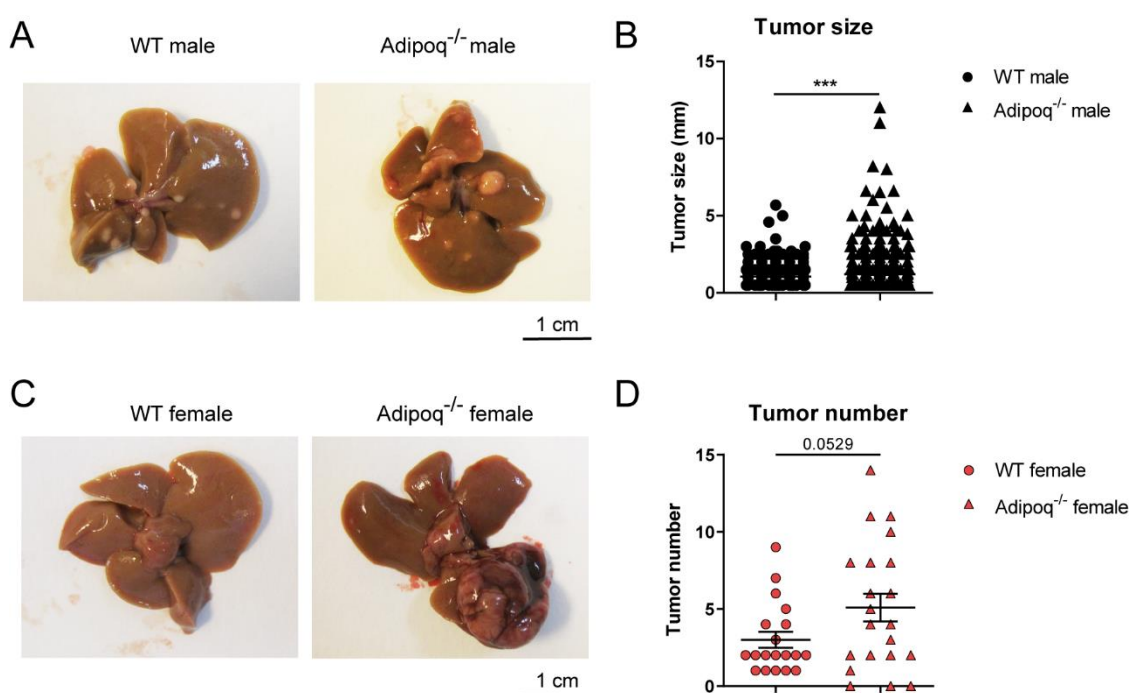 A
WT male
Adipoq-/- male
1 cm
B
Tumor size
***
Tumor size (mm)
15
10
5
0
WT male
Adipoq-/- male
C
WT female
Adipoq-/- female
1 cm
D
Tumor number
0.0529
Tumor number
15
10
5
0
WT female
Adipoq-/- female